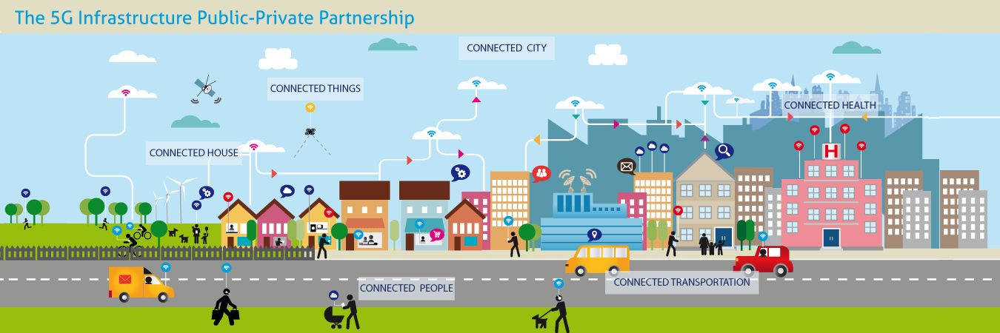 The 5G Infrastructure Public-Private Partnership
CONNECTED CITY
CONNECTED THINGS
CONNECTED HEALTH
CONNECTED HOUSE
H
CONNECTED PEOPLE
CONNECTED TRANSPORTATION